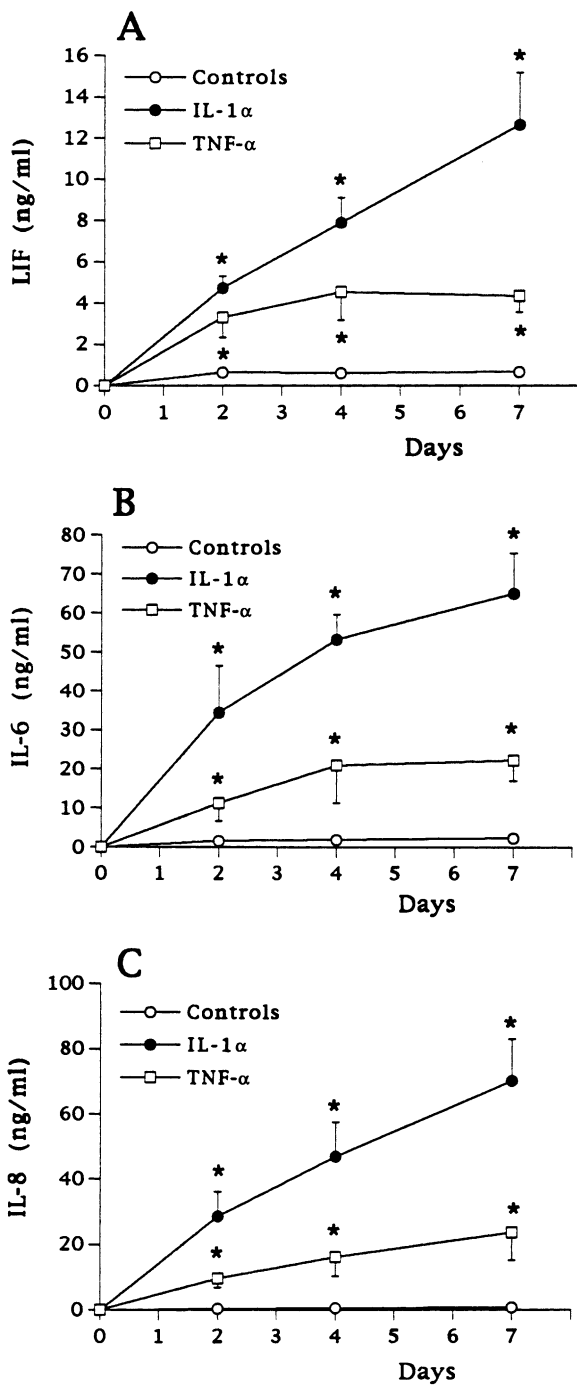 A
LIF (ng/ml)
16
14
12
10
8
6
4
2
0
Controls
IL-1α
TNF-α
*
*
*
*
*
*
0 1 2 3 4 5 6 7
Days
B
IL-6 (ng/ml)
80
70
60
50
40
30
20
10
0
Controls
IL-1α
TNF-α
*
*
*
*
*
*
0 1 2 3 4 5 6 7
Days
C
IL-8 (ng/ml)
100
80
60
40
20
0
Controls
IL-1α
TNF-α
*
*
*
*
*
*
0 1 2 3 4 5 6 7
Days